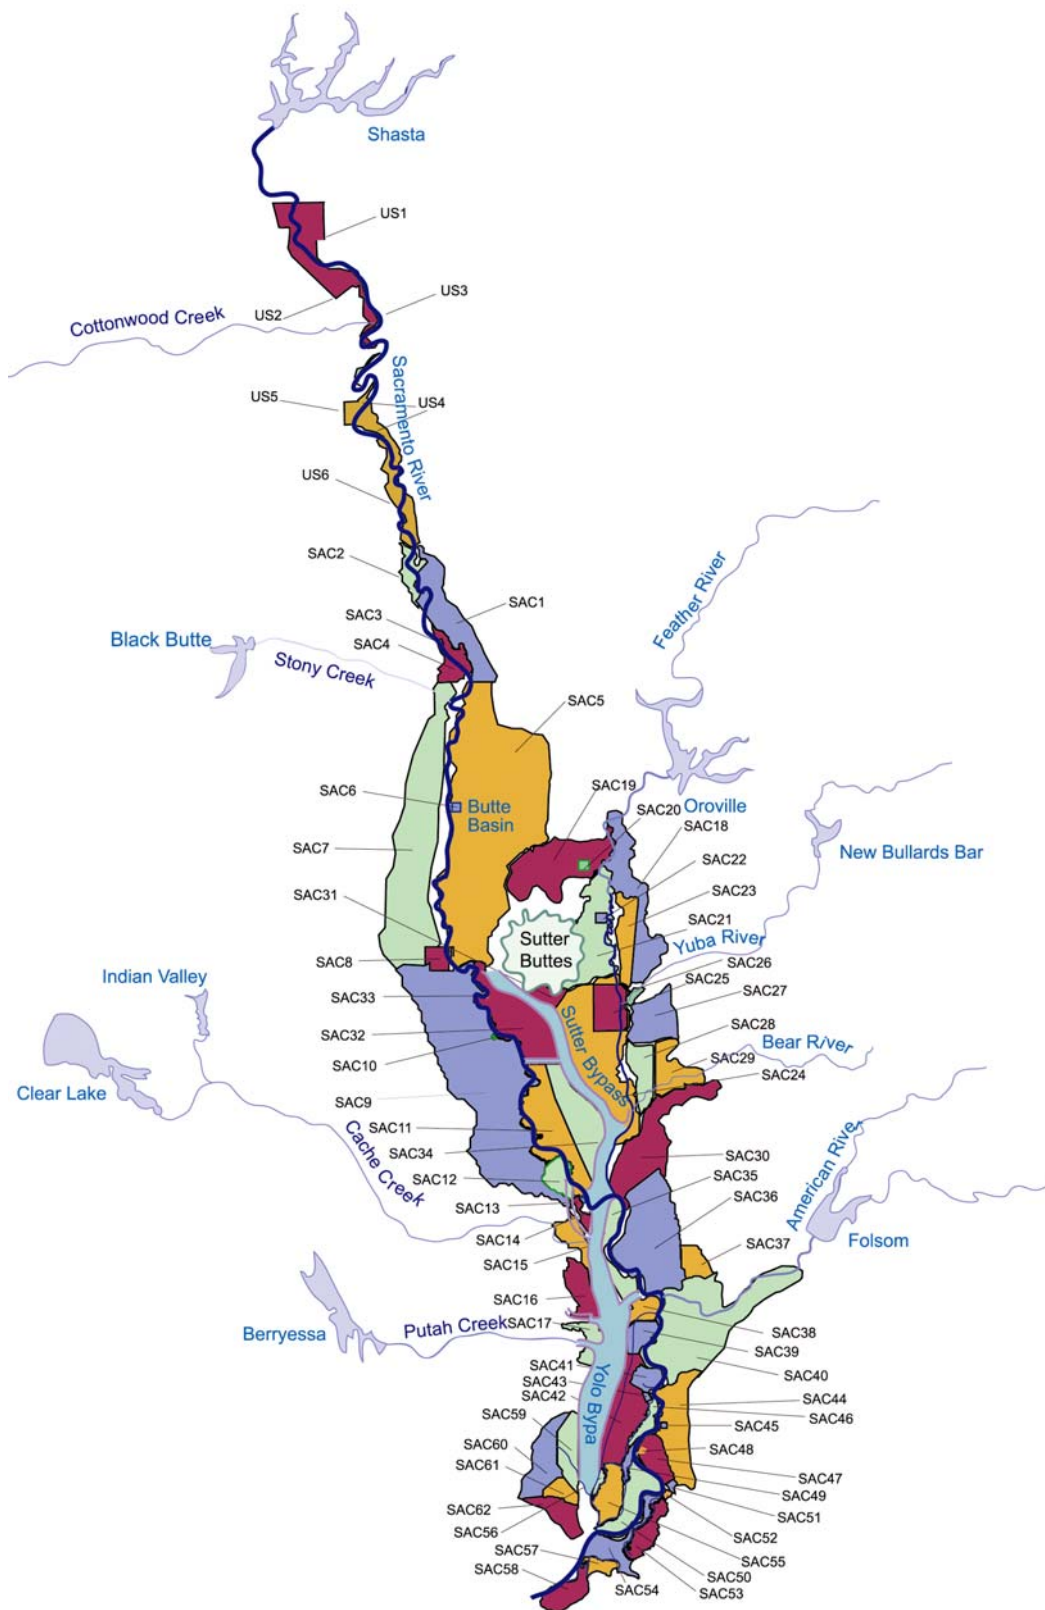 Shasta
US1
US3
US2
Cottonwood Creek
Sacramento River
US5
US4
US6
SAC2
SAC1
SAC3
SAC4
Black Butte
Stony Creek
Feather River
SAC5
SAC6
Butte
Basin
SAC19
SAC20
Oroville
SAC18
SAC7
SAC22
New Bullards Bar
SAC23
SAC31
SAC21
Sutter
Buttes
Yuba River
SAC8
SAC26
SAC25
Indian Valley
SAC27
SAC33
SAC32
Sutter Bypass
SAC28
Bear River
SAC10
SAC29
SAC24
Clear Lake
SAC9
Cache Creek
SAC11
SAC34
SAC30
SAC12
SAC35
SAC36
American Rive
SAC13
SAC14
SAC15
SAC37
Folsom
SAC16
Berryessa
Putah Creek
SAC17
SAC38
SAC39
SAC41
SAC40
SAC43
SAC42
Yolo Bypa
SAC44
SAC46
SAC45
SAC59
SAC60
SAC48
SAC61
SAC47
SAC49
SAC62
SAC51
SAC56
SAC52
SAC57
SAC55
SAC58
SAC50
SAC54
SAC53